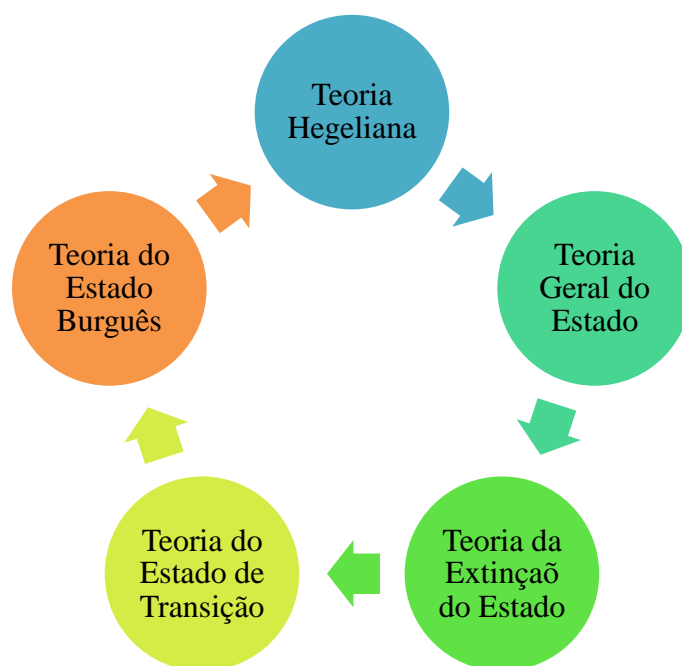 Teoria
Hegeliana
Teoria
Geral do
Estado
Teoria da
Extinçaõ
do Estado
Teoria do
Estado de
Transição
Teoria do
Estado
Burguês